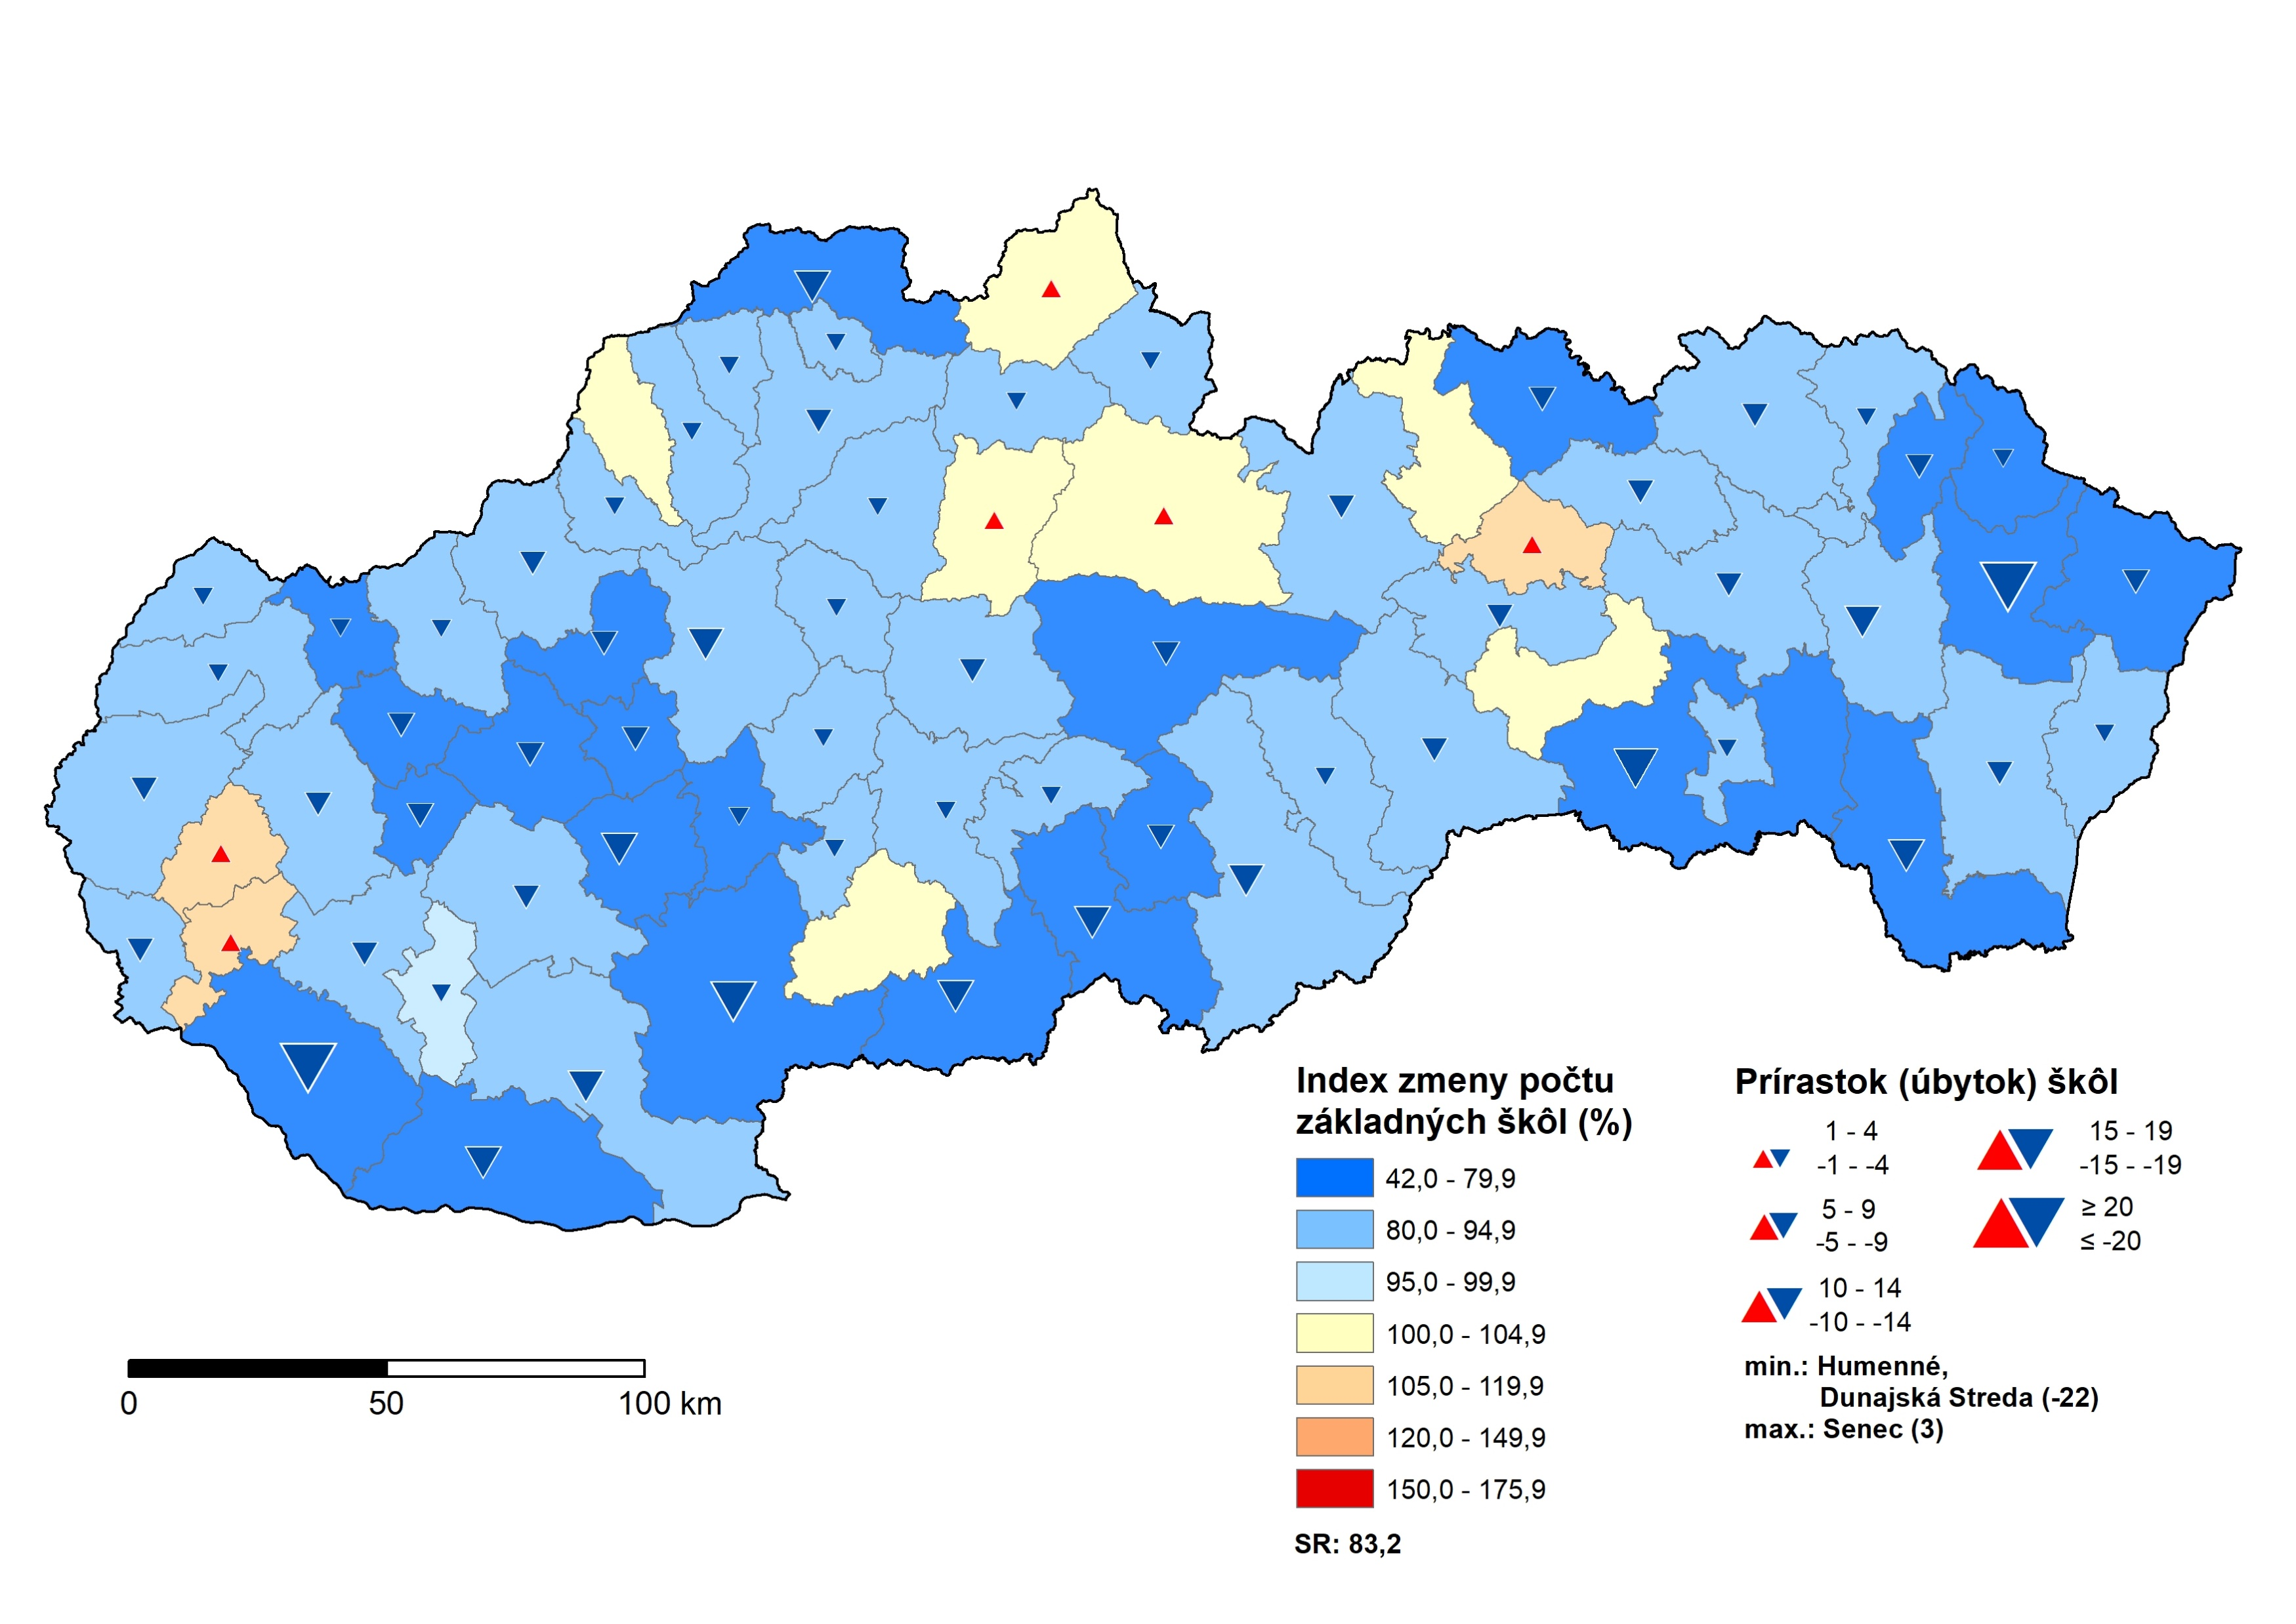 Index zmeny počtu
základných škôl (%)
42,0 - 79,9
80,0 - 94,9
95,0 - 99,9
100,0 - 104,9
105,0 - 119,9
120,0 - 149,9
150,0 - 175,9
SR: 83,2
Prírastok (úbytok) škôl
1 - 4
-1 - -4
5 - 9
-5 - -9
10 - 14
-10 - -14
15 - 19
-15 - -19
≥ 20
≤ -20
min.: Humenné,
Dunajská Streda (-22)
max.: Senec (3)
0 50 100 km